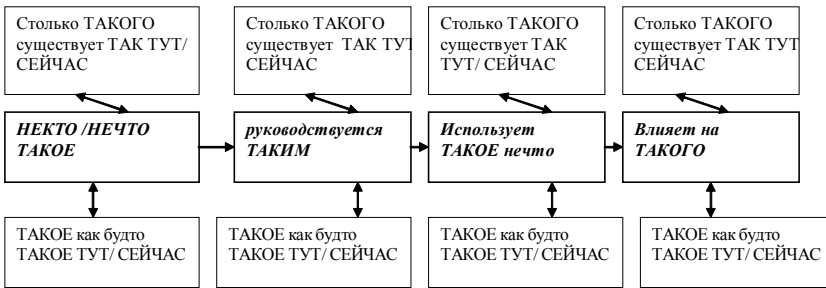 Столько ТАКОГО
существует ТАК ТУТ/
СЕЙЧАС
Столько ТАКОГО
существует ТАК ТУТ
СЕЙЧАС
Столько ТАКОГО
существует ТАК
ТУТ/ СЕЙЧАС
Столько ТАКОГО
существует ТАК ТУТ
СЕЙЧАС
НЕКТО /НЕЧТО
ТАКОЕ
руководствуется
ТАКИМ
Использует
ТАКОЕ нечто
Влияет на
ТАКОГО
ТАКОЕ как будто
ТАКОЕ ТУТ/ СЕЙЧАС
ТАКОЕ как будто
ТАКОЕ ТУТ/ СЕЙЧАС
ТАКОЕ как будто
ТАКОЕ ТУТ/ СЕЙЧАС
ТАКОЕ как будто
ТАКОЕ ТУТ/ СЕЙЧАС